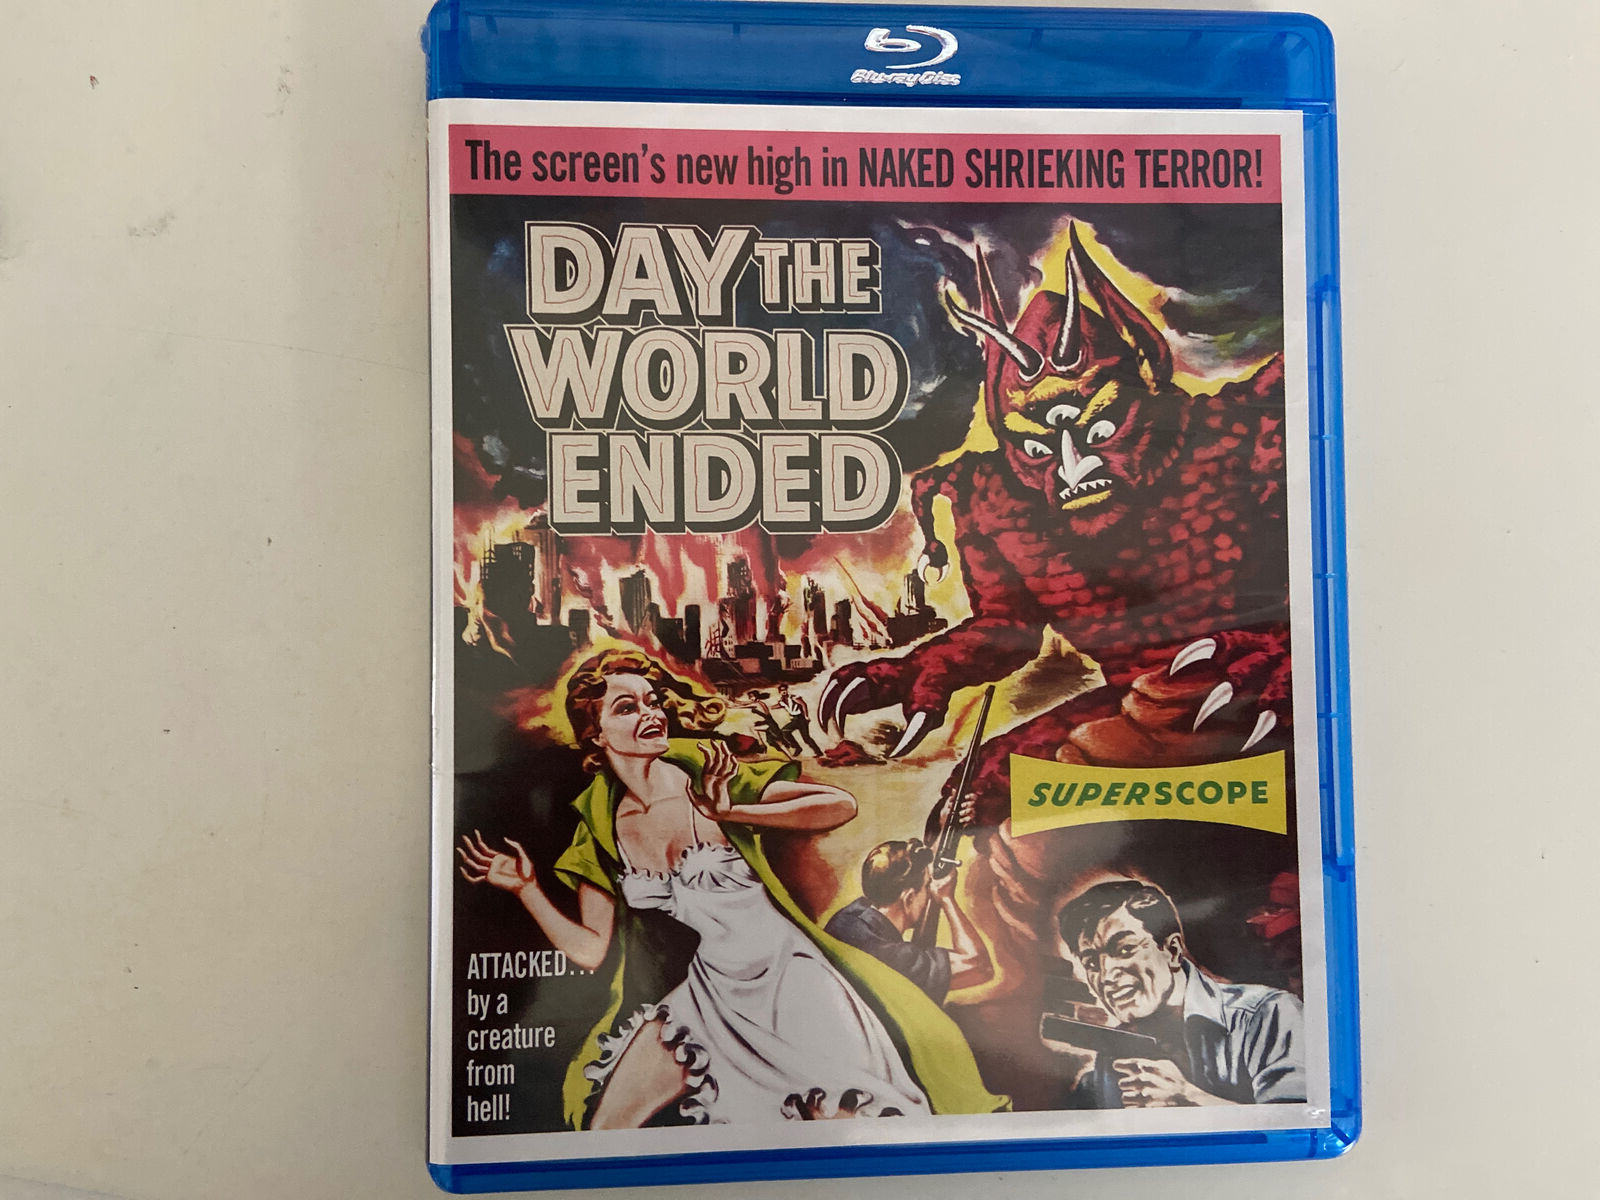 Blu-ray Disc
The screen's new high in NAKED SHRIEKING TERROR!
DAY THE
WORLD
ENDED
SUPERSCOPE
ATTACKED...
by a
creature
from
hell!